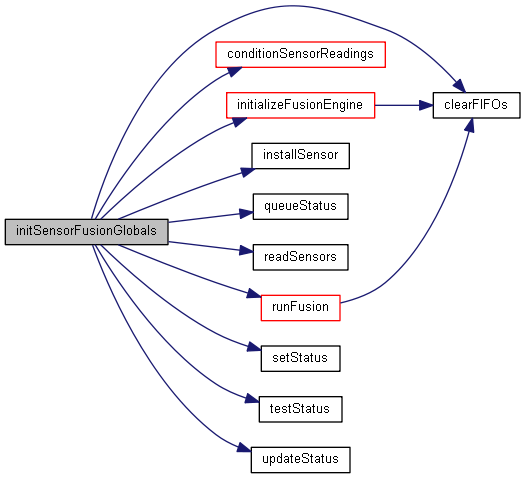 conditionSensorReadings
initializeFusionEngine
clearFIFOs
installSensor
queueStatus
initSensorFusionGlobals
readSensors
runFusion
setStatus
testStatus
updateStatus